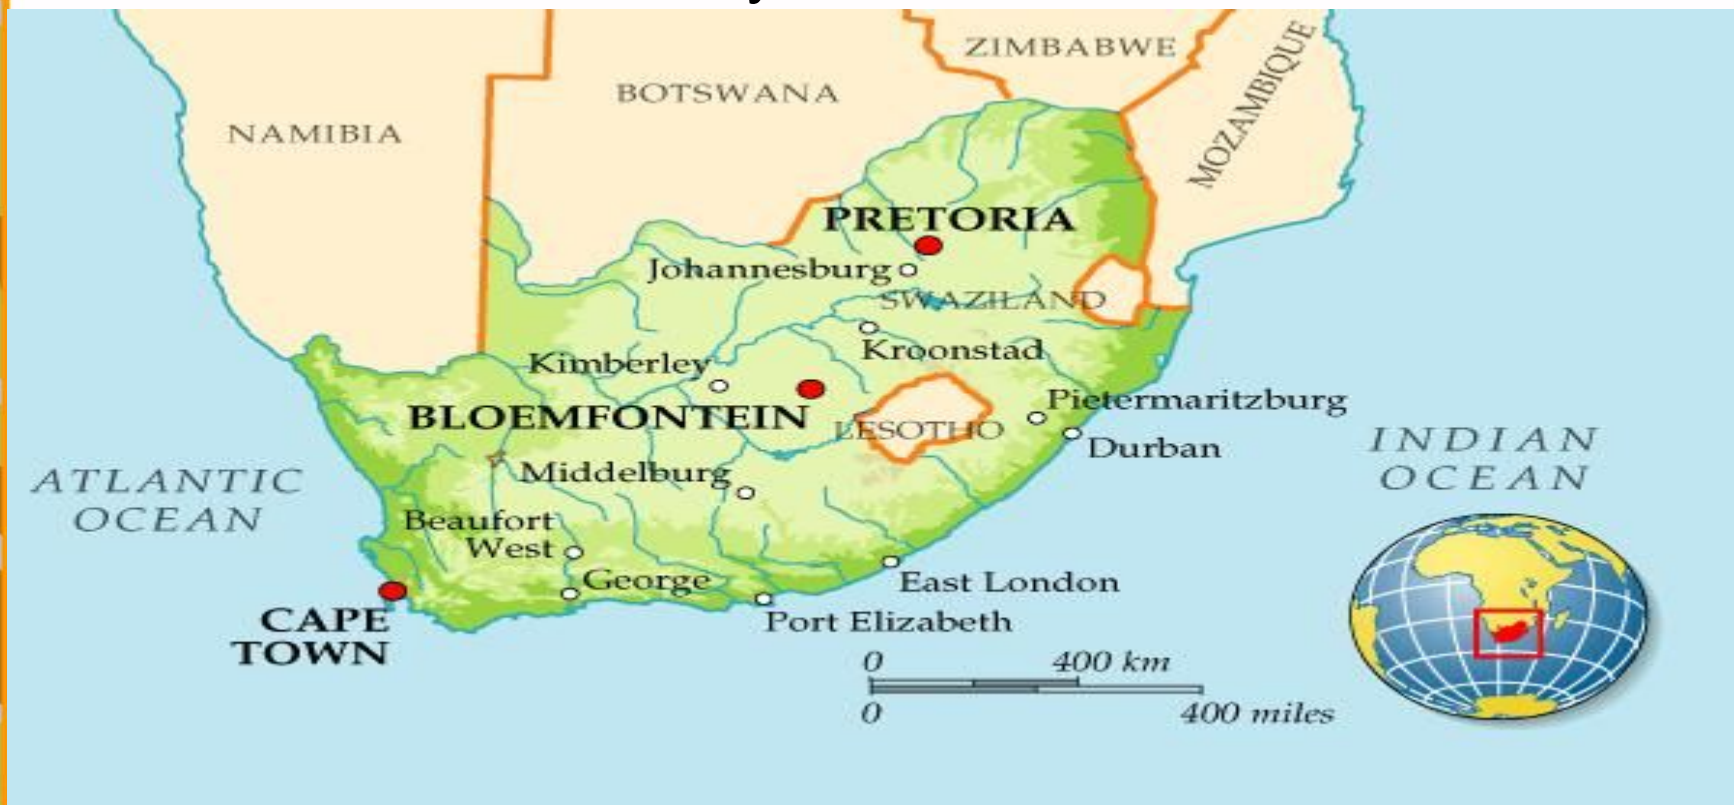 ZIMBABWE
BOTSWANA
MOZAMBIQUE
NAMIBIA
PRETORIA
Johannesburg
SWAZILAND
Kroonstad
Kimberley
BLOEMFONTEIN
LESOTHO
Pietermaritzburg
Durban
INDIAN
OCEAN
ATLANTIC
OCEAN
Middelburg
Beaufort
West
George
East London
Port Elizabeth
CAPE
TOWN
0 400 km
0 400 miles